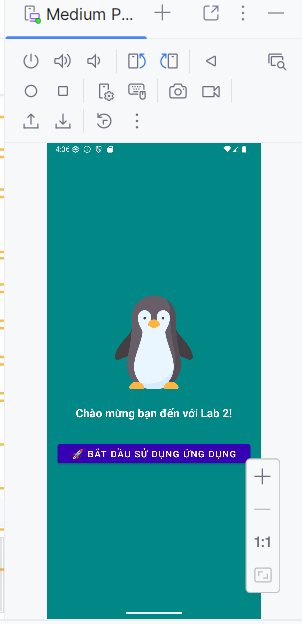 Medium P...
4:36
Chào mừng bạn đến với Lab 2!
🚀 BẮT ĐẦU SỬ DỤNG ỨNG DỤNG
1:1